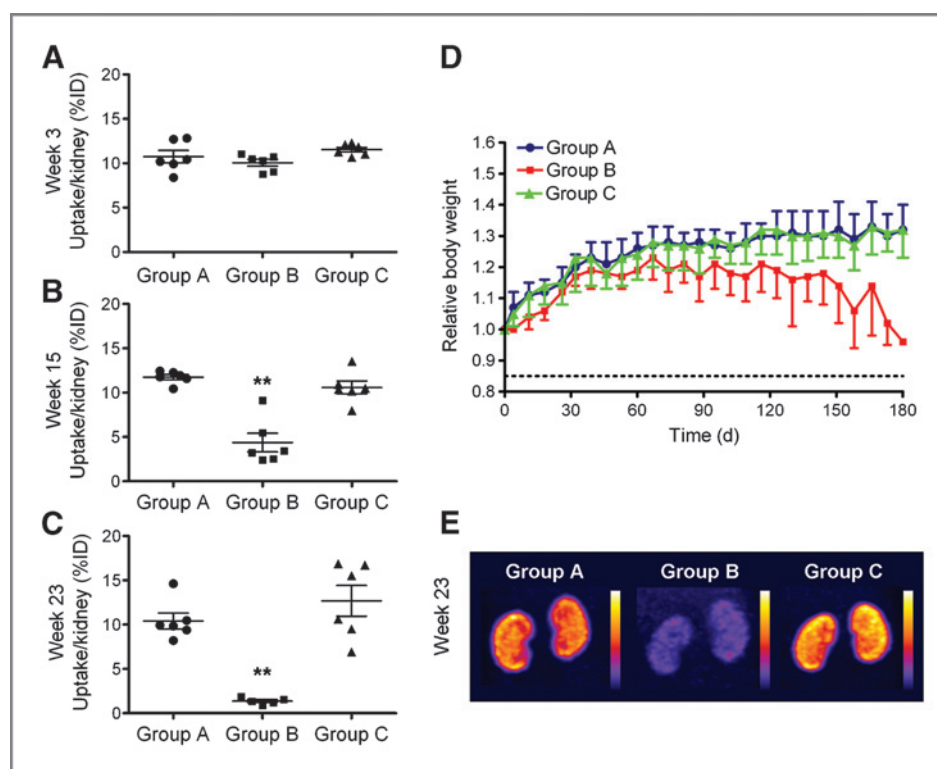 A
Week 3
Uptake/kidney (%ID)
20
15
10
5
0
Group A Group B Group C
B
Week 15
Uptake/kidney (%ID)
20
15
10
5
0
**
Group A Group B Group C
C
Week 23
Uptake/kidney (%ID)
20
15
10
5
0
**
Group A Group B Group C
D
Relative body weight
1.6
1.5
1.4
1.3
1.2
1.1
1.0
0.9
0.8
Group A
Group B
Group C
0 30 60 90 120 150 180
Time (d)
E
Week 23
Group A Group B Group C